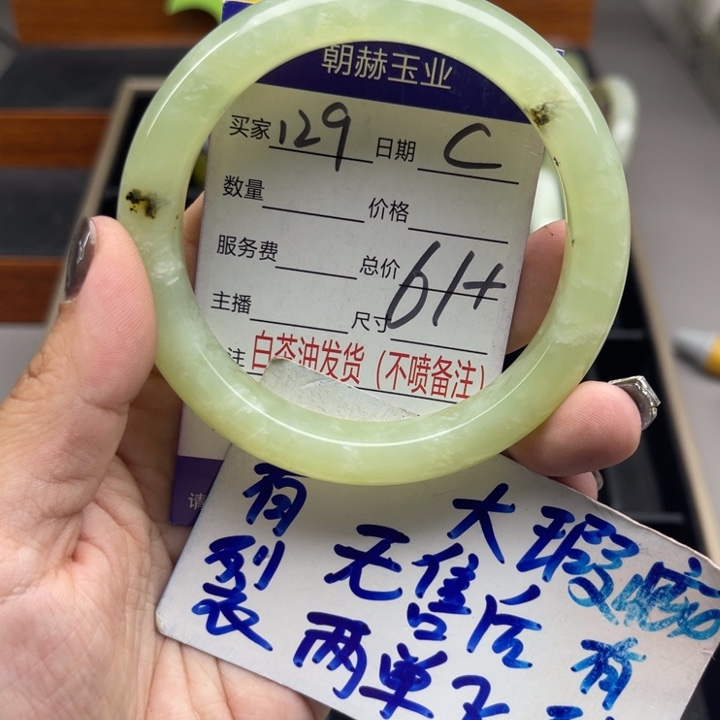 朝赫玉业
买家 129 日期 C
数量 价格
服务费 总价
主播 尺寸 61+
注 白茶油发货（不喷备注）
请
有裂
大瑕疵
无售后
有
两单不